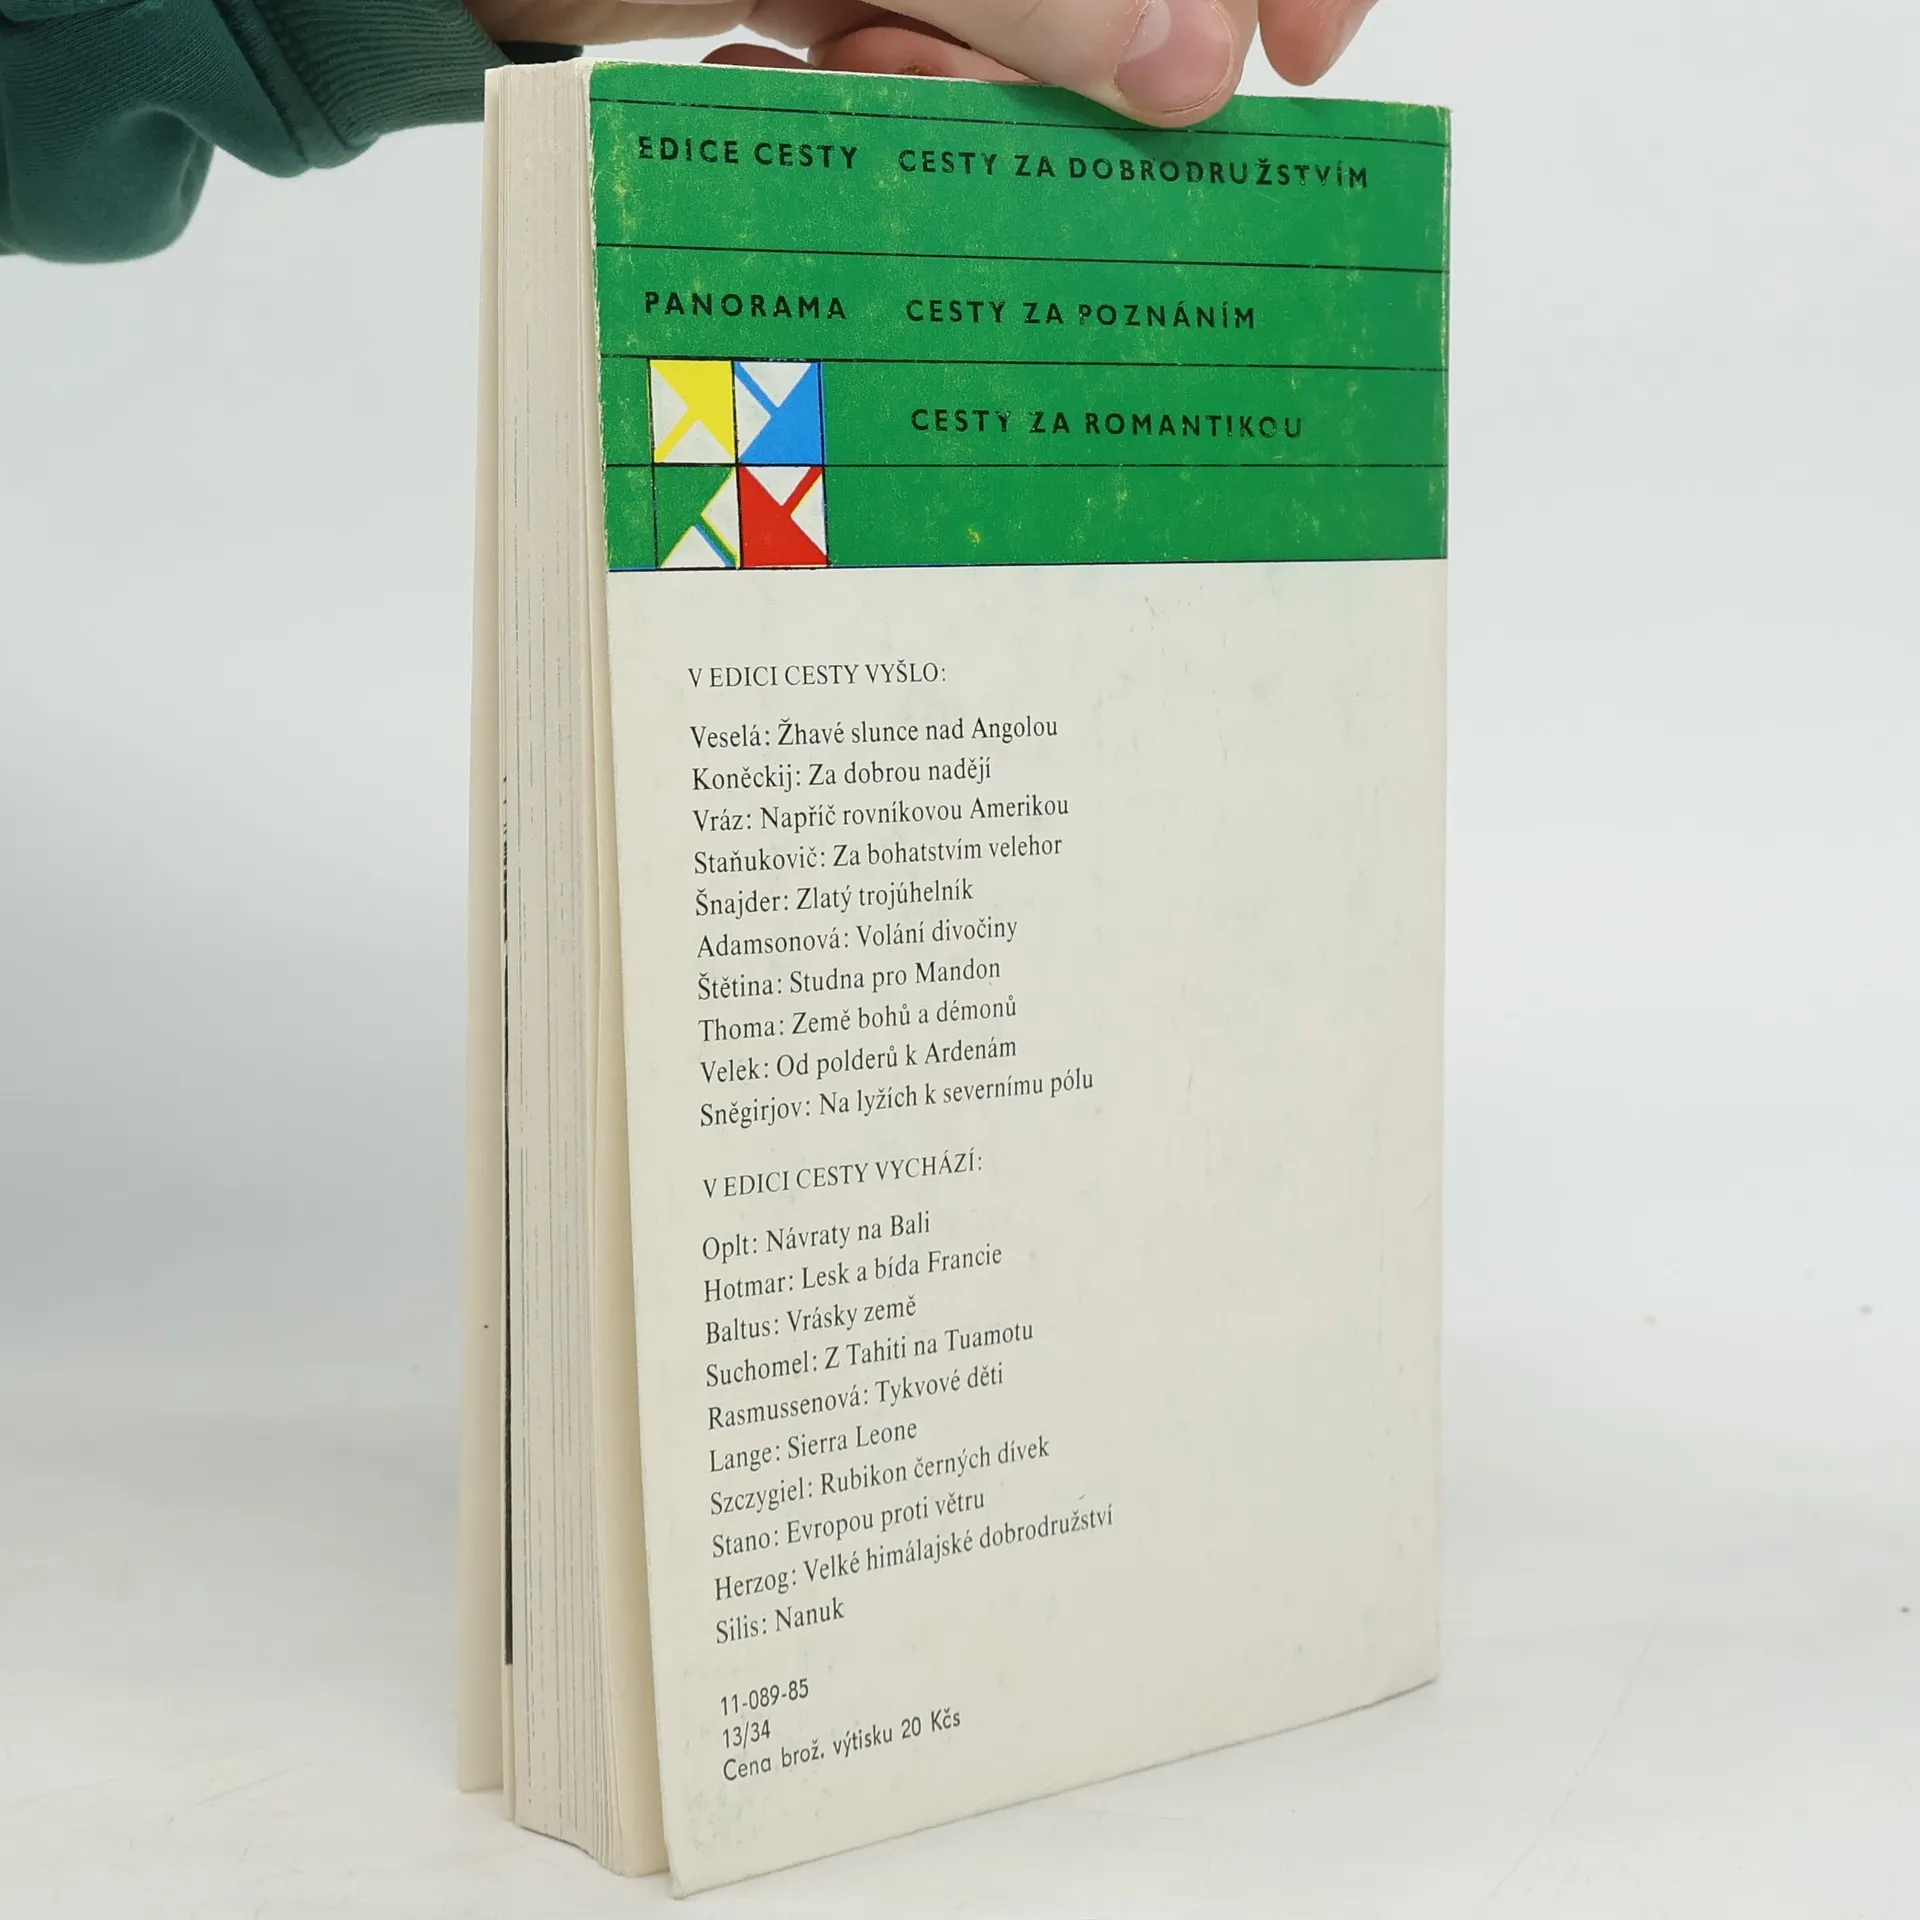 EDICE CESTY CESTY ZA DOBRODRUŽSTVÍM
PANORAMA CESTY ZA POZNÁNÍM
CESTY ZA ROMANTIKOU
V EDICI CESTY VYŠLO:
Veselá: Žhavé slunce nad Angolou
Koněckij: Za dobrou nadějí
Vráz: Napříč rovníkovou Amerikou
Staňukovič: Za bohatstvím velehor
Šnajder: Zlatý trojúhelník
Adamsonová: Volání divočiny
Štětina: Studna pro Mandon
Thoma: Země bohů a démonů
Velek: Od polderů k Ardenám
Sněgirjov: Na lyžích k severnímu pólu
V EDICI CESTY VYCHÁZÍ:
Oplt: Návraty na Bali
Hotmar: Lesk a bída Francie
Baltus: Vrásky země
Suchomel: Z Tahiti na Tuamotu
Rasmussenová: Tykvové děti
Lange: Sierra Leone
Szczygiel: Rubikon černých dívek
Stano: Evropou proti větru
Herzog: Velké himálajské dobrodružství
Silis: Nanuk
11-089-85
13/34
Cena brož. výtisku 20 Kčs